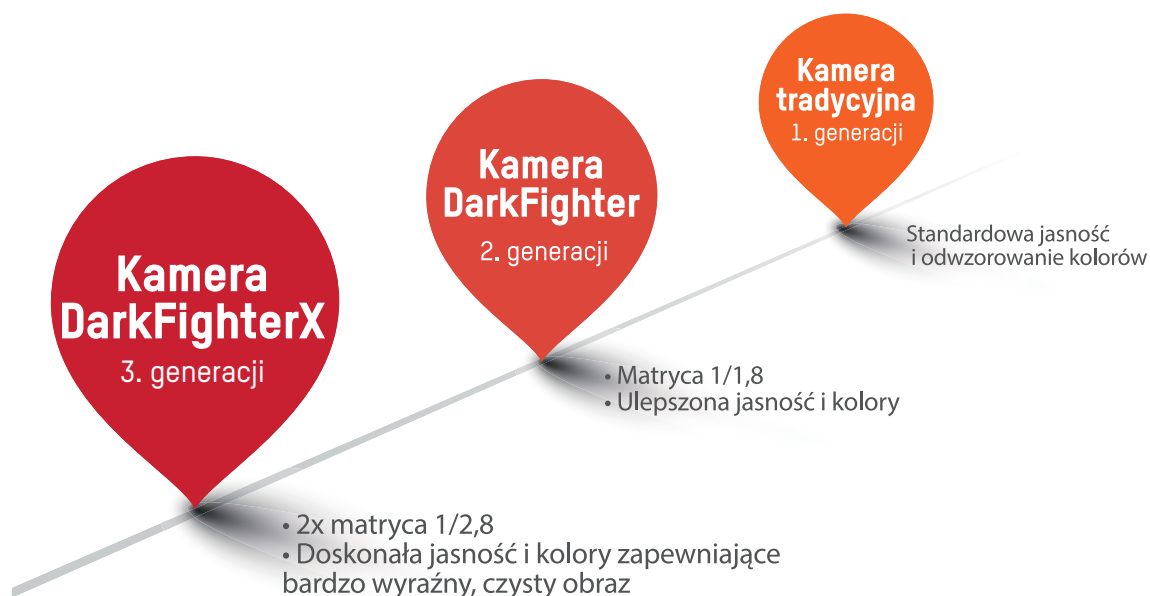 Kamera
tradycyjna
1. generacji
Standardowa jasność
i odwzorowanie kolorów
Kamera
DarkFighter
2. generacji
• Matryca 1/1,8
• Ulepszona jasność i kolory
Kamera
DarkFighterX
3. generacji
• 2x matryca 1/2,8
• Doskonała jasność i kolory zapewniające
bardzo wyraźny, czysty obraz